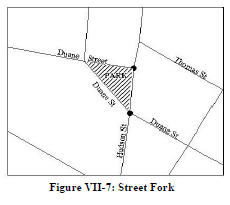 Duane Street
Thomas St
PARK
Duane St
Duane St
Hudson St
Figure VII-7: Street Fork